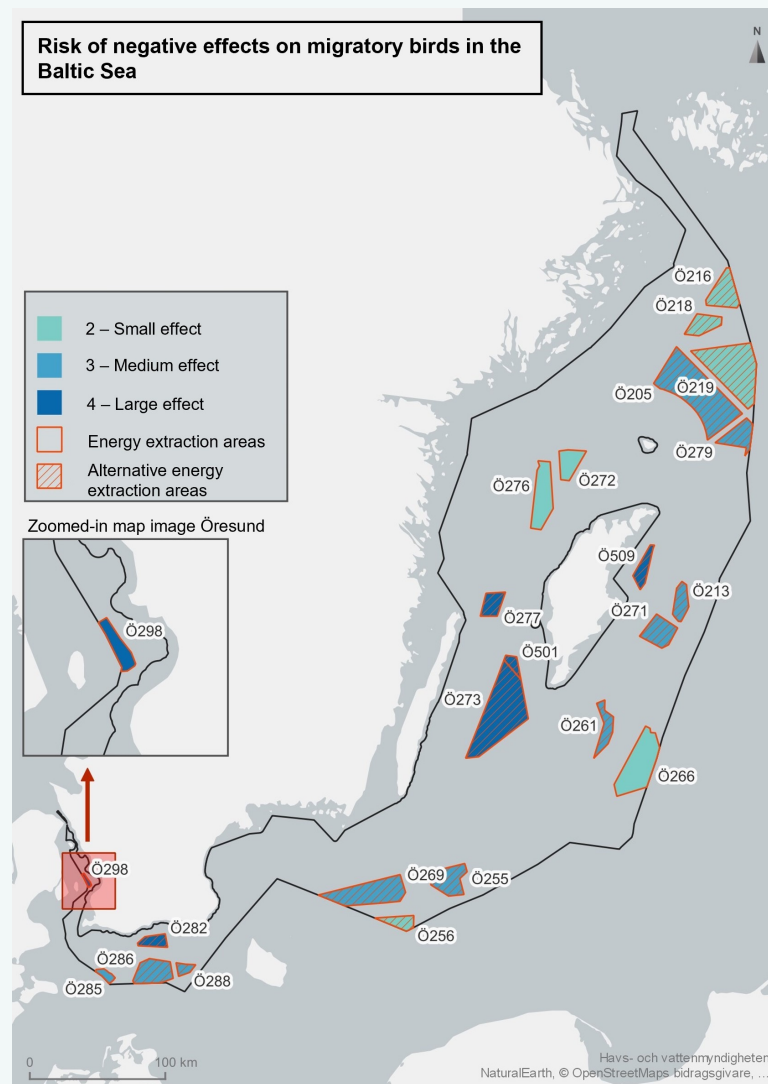 Risk of negative effects on migratory birds in the
Baltic Sea
N
2 – Small effect
3 – Medium effect
4 – Large effect
Energy extraction areas
Alternative energy
extraction areas
Zoomed-in map image Öresund
Ö298
Ö216
Ö218
Ö205
Ö219
Ö279
Ö276
Ö272
Ö509
Ö213
Ö271
Ö277
Ö501
Ö273
Ö261
Ö266
Ö298
Ö269
Ö255
Ö256
Ö282
Ö286
Ö285
Ö288
0
100 km
Havs- och vattenmyndigheten
NaturalEarth, © OpenStreetMaps bidragsgivare, ...